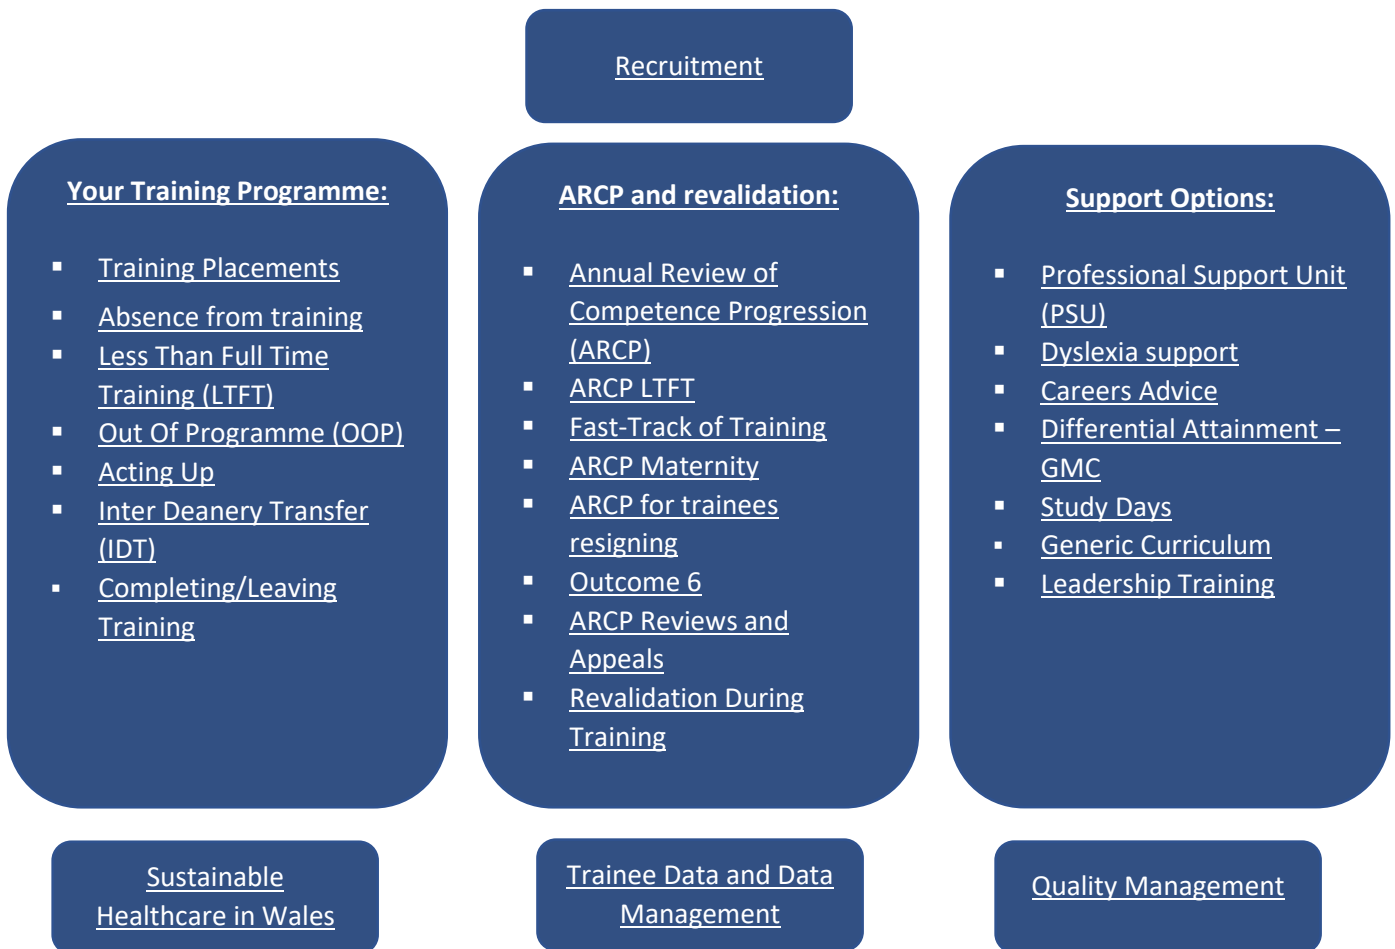 Recruitment
Your Training Programme:
▪ Training Placements
▪ Absence from training
▪ Less Than Full Time
Training (LTFT)
▪ Out Of Programme (OOP)
▪ Acting Up
▪ Inter Deanery Transfer
(IDT)
▪ Completing/Leaving
Training
ARCP and revalidation:
▪ Annual Review of
Competence Progression
(ARCP)
▪ ARCP LTFT
▪ Fast-Track of Training
▪ ARCP Maternity
▪ ARCP for trainees
resigning
▪ Outcome 6
▪ ARCP Reviews and
Appeals
▪ Revalidation During
Training
Support Options:
▪ Professional Support Unit
(PSU)
▪ Dyslexia support
▪ Careers Advice
▪ Differential Attainment –
GMC
▪ Study Days
▪ Generic Curriculum
▪ Leadership Training
Sustainable
Healthcare in Wales
Trainee Data and Data
Management
Quality Management